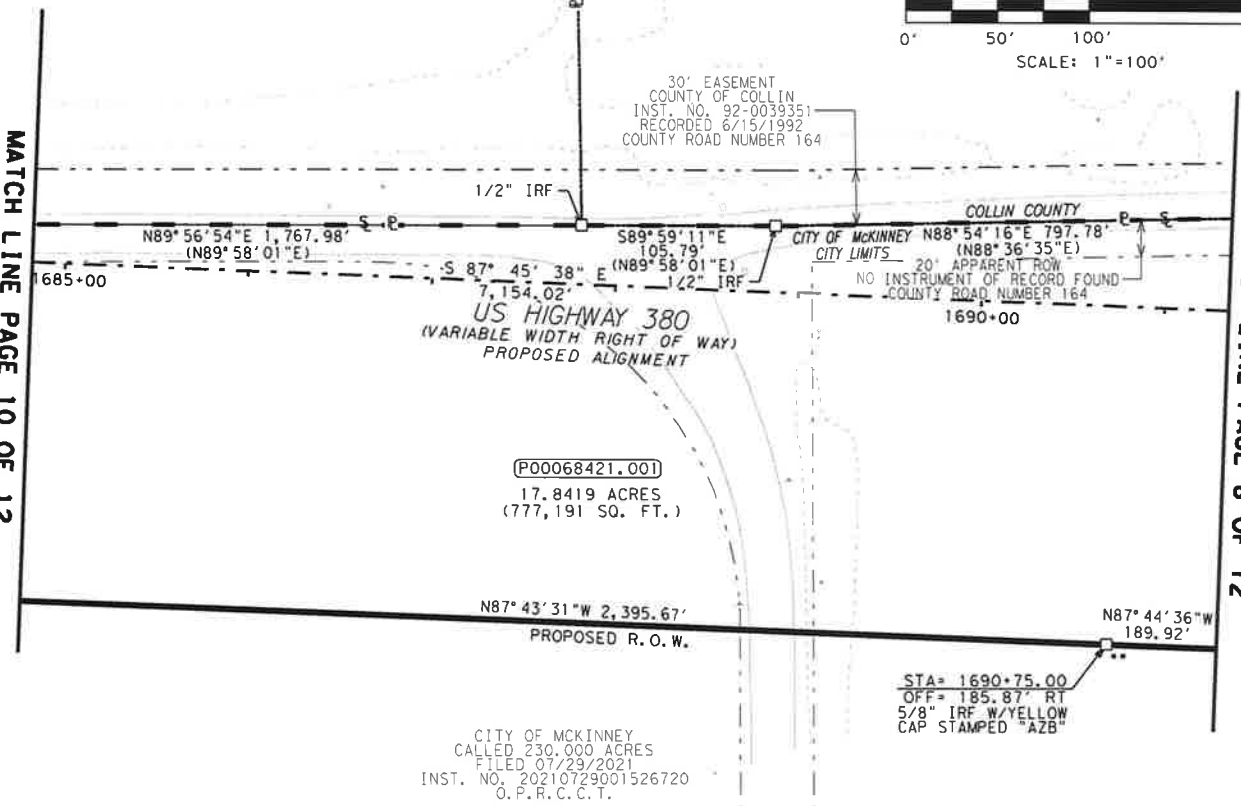 0' 50' 100'
SCALE: 1"=100'
30' EASEMENT
COUNTY OF COLLIN
INST. NO. 92-0039351
RECORDED 6/15/1992
COUNTY ROAD NUMBER 164
MATCH LINE PAGE 10 OF 12
1/2" IRF
N89°56'54"E 1,767.98'
(N89°58'01"E)
S89°59'11"E
105.79'
(N89°58'01"E)
1/2" IRF
COLLIN COUNTY
CITY OF McKINNEY
CITY LIMITS
N88°54'16"E 797.78'
(N88°36'35"E)
20' APPARENT ROW
NO INSTRUMENT OF RECORD FOUND
COUNTY ROAD NUMBER 164
1685+00
S 87° 45' 38" E
7,154.02'
1690+00
US HIGHWAY 380
(VARIABLE WIDTH RIGHT OF WAY)
PROPOSED ALIGNMENT
P00068421.001
17.8419 ACRES
(777,191 SQ. FT.)
N87°43'31"W 2,395.67'
PROPOSED R.O.W.
N87°44'36"W
189.92'
STA= 1690+75.00
OFF= 185.87' RT
5/8" IRF W/YELLOW
CAP STAMPED "AZB"
CITY OF MCKINNEY
CALLED 230.000 ACRES
FILED 07/29/2021
INST. NO. 20210729001526720
O.P.R.C.C.T.